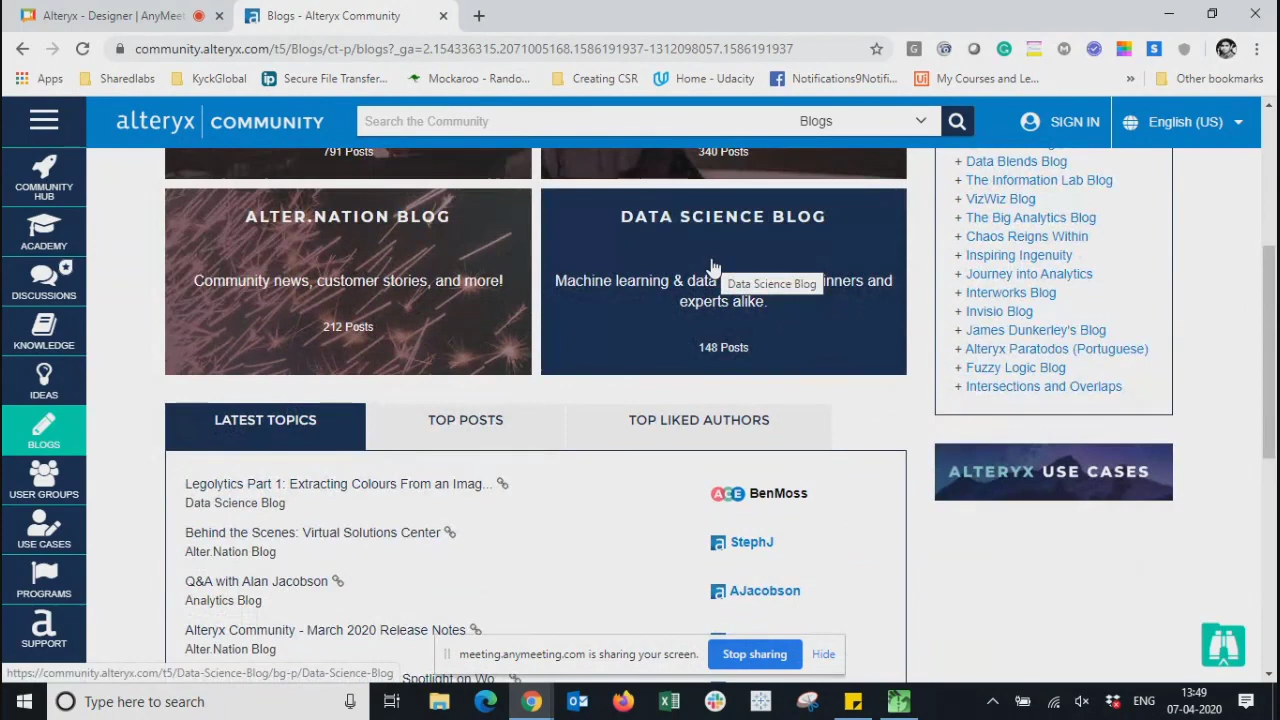 Alteryx - Designer | AnyMeet
Blogs - Alteryx Community
community.alteryx.com/t5/Blogs/ct-p/blogs?_ga=2.154336315.2071005168.1586191937-1312098057.1586191937
Apps
Sharedlabs
KyckGlobal
Secure File Transfer...
Mockaroo - Rando...
Creating CSR
Home - Udacity
Notifications9Notifi...
My Courses and Le...
»
Other bookmarks
alteryx COMMUNITY
Search the Community
Blogs
SIGN IN
English (US)
COMMUNITY
HUB
ACADEMY
DISCUSSIONS
KNOWLEDGE
IDEAS
BLOGS
USER GROUPS
USE CASES
PROGRAMS
SUPPORT
791 Posts
340 Posts
ALTER.NATION BLOG
Community news, customer stories, and more!
212 Posts
DATA SCIENCE BLOG
Machine learning & data
inners and
experts alike.
Data Science Blog
148 Posts
+ Data Blends Blog
+ The Information Lab Blog
+ VizWiz Blog
+ The Big Analytics Blog
+ Chaos Reigns Within
+ Inspiring Ingenuity
+ Journey into Analytics
+ Interworks Blog
+ Invisio Blog
+ James Dunkerley's Blog
+ Alteryx Paratodos (Portuguese)
+ Fuzzy Logic Blog
+ Intersections and Overlaps
ALTERYX USE CASES
LATEST TOPICS
TOP POSTS
TOP LIKED AUTHORS
Legolytics Part 1: Extracting Colours From an Imag...
Data Science Blog
ACE BenMoss
Behind the Scenes: Virtual Solutions Center
Alter.Nation Blog
StephJ
Q&A with Alan Jacobson
Analytics Blog
AJacobson
Alteryx Community - March 2020 Release Notes
Alter.Nation Blog
Spotlight on Wo
meeting.anymeeting.com is sharing your screen.
Stop sharing
Hide
https://community.alteryx.com/t5/Data-Science-Blog/bg-p/Data-Science-Blog
Type here to search
ENG
13:49
07-04-2020